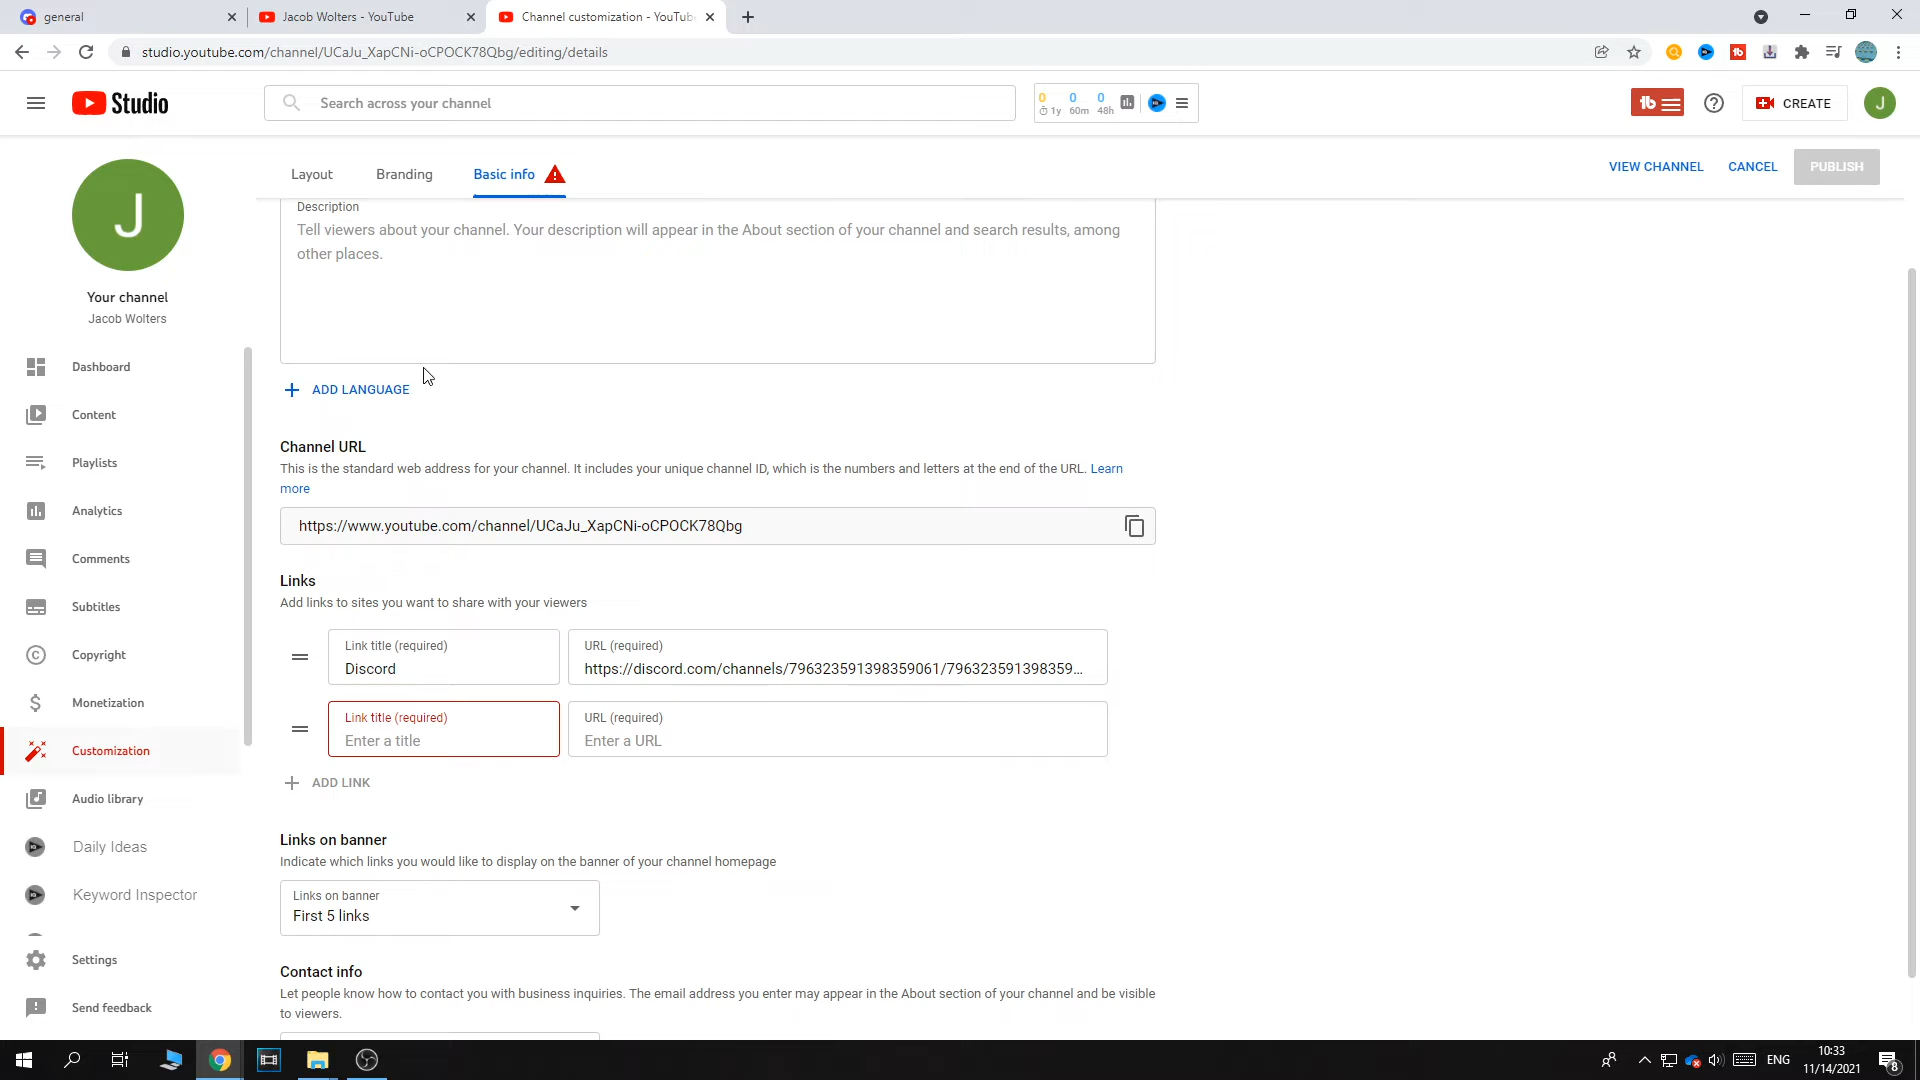 general
Jacob Wolters - YouTube
Channel customization - YouTub
studio.youtube.com/channel/UCaJu_XapCNi-oCPOCK78Qbg/editing/details
Studio
Search across your channel
0 0 0
1y 60m 48h
CREATE
J
J
Your channel
Jacob Wolters
Dashboard
Content
Playlists
Analytics
Comments
Subtitles
Copyright
Monetization
Customization
Audio library
Daily Ideas
Keyword Inspector
Settings
Send feedback
Layout
Branding
Basic info
VIEW CHANNEL
CANCEL
PUBLISH
Description
Tell viewers about your channel. Your description will appear in the About section of your channel and search results, among
other places.
ADD LANGUAGE
Channel URL
This is the standard web address for your channel. It includes your unique channel ID, which is the numbers and letters at the end of the URL. Learn
more
https://www.youtube.com/channel/UCaJu_XapCNi-oCPOCK78Qbg
Links
Add links to sites you want to share with your viewers
Link title (required)
Discord
URL (required)
https://discord.com/channels/796323591398359061/796323591398359...
Link title (required)
Enter a title
URL (required)
Enter a URL
ADD LINK
Links on banner
Indicate which links you would like to display on the banner of your channel homepage
Links on banner
First 5 links
Contact info
Let people know how to contact you with business inquiries. The email address you enter may appear in the About section of your channel and be visible
to viewers.
ENG
10:33
11/14/2021
8